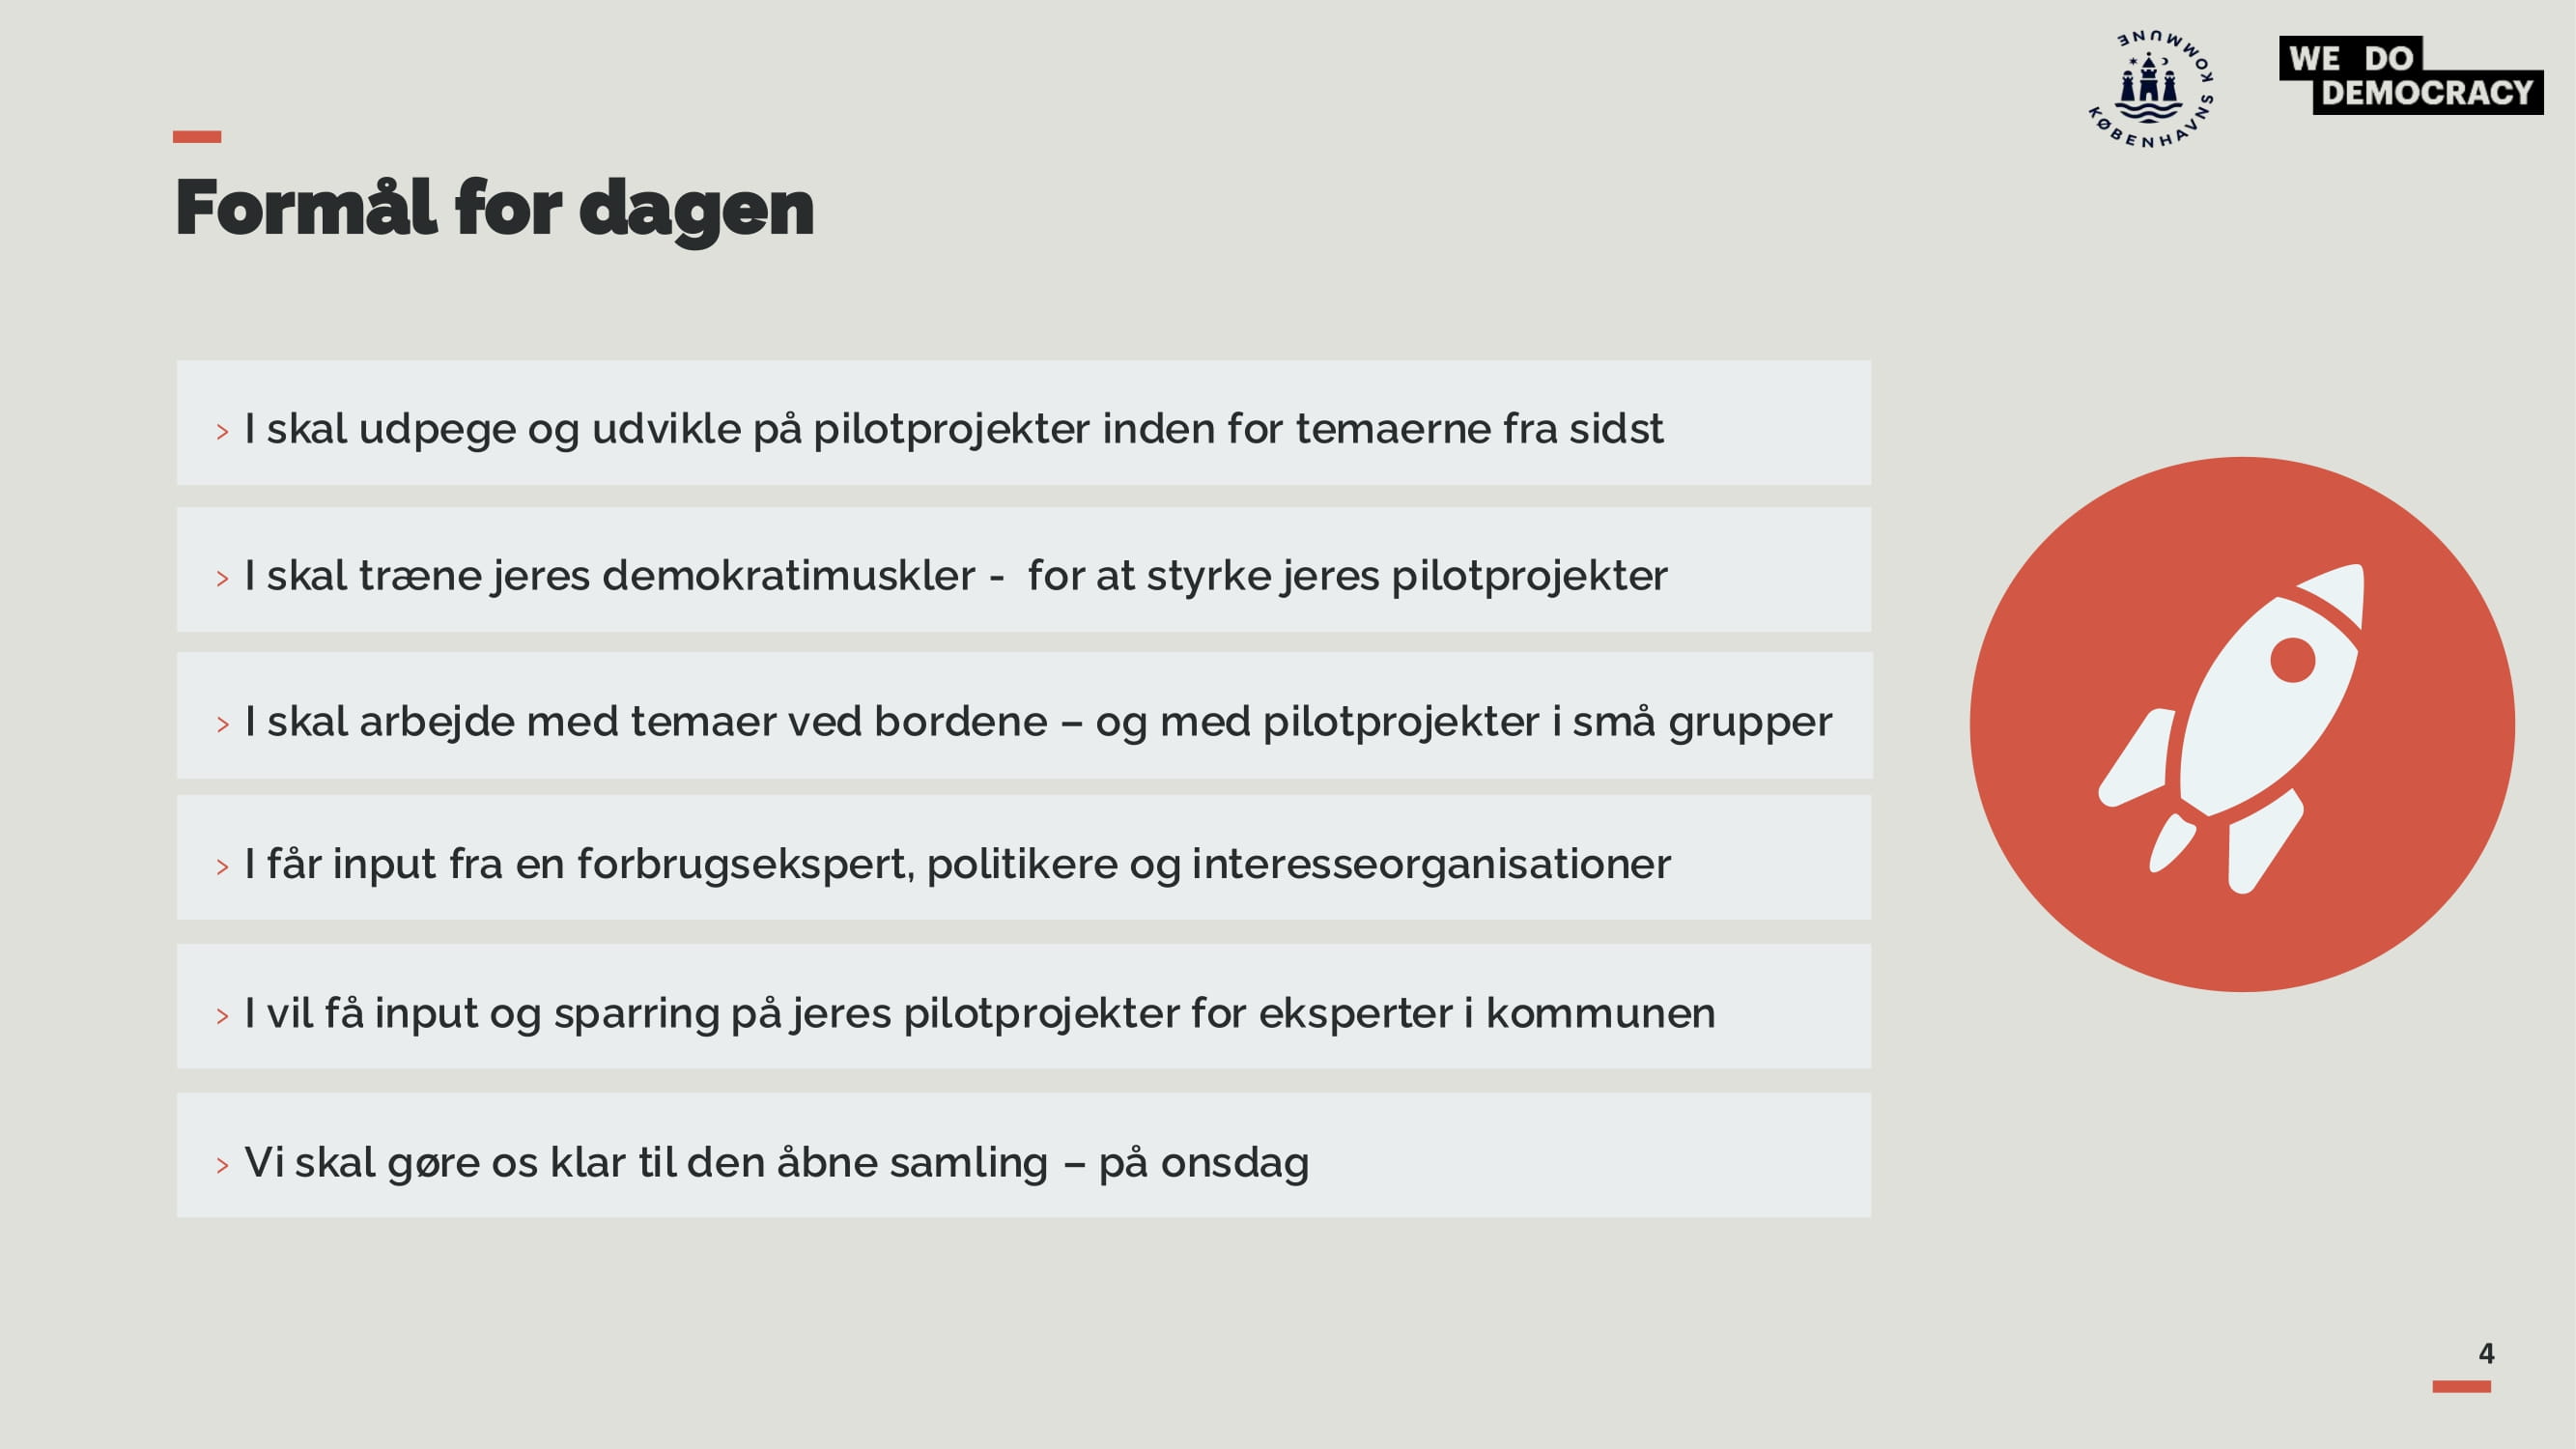 KØBENHAVNS KOMMUNE
WE DO
DEMOCRACY
Formål for dagen
> I skal udpege og udvikle på pilotprojekter inden for temaerne fra sidst
> I skal træne jeres demokratimuskler -  for at styrke jeres pilotprojekter
> I skal arbejde med temaer ved bordene – og med pilotprojekter i små grupper
> I får input fra en forbrugsekspert, politikere og interesseorganisationer
> I vil få input og sparring på jeres pilotprojekter for eksperter i kommunen
> Vi skal gøre os klar til den åbne samling – på onsdag
4